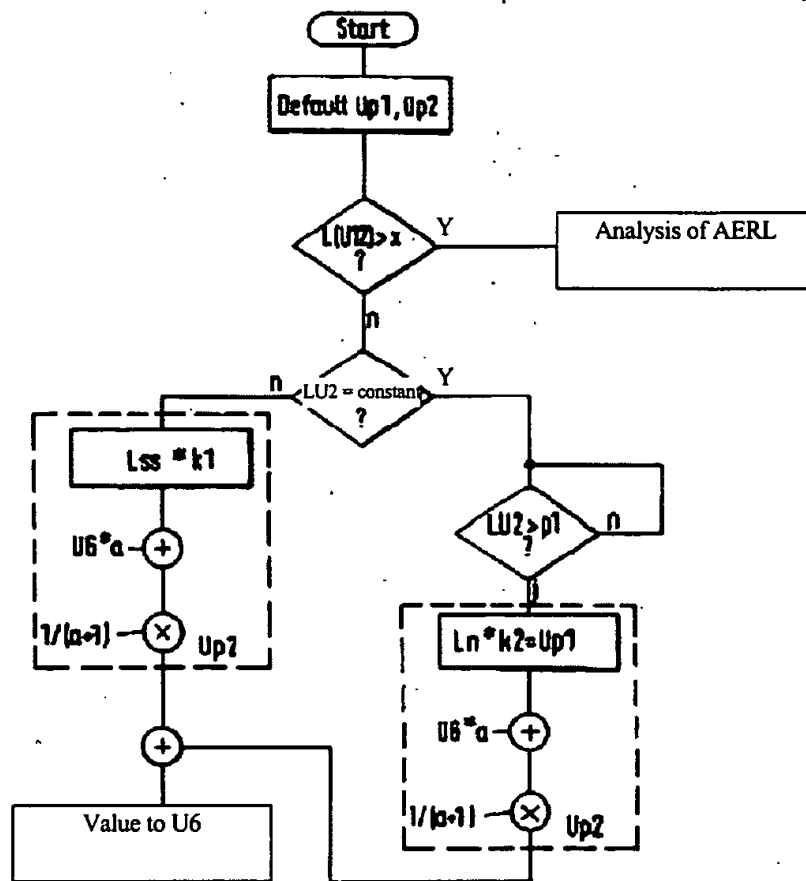 Start
Default Up1, Up2
L(U12)>x
?
Y
Analysis of AERL
n
n
LU2 = constant
?
Y
Lss * k1
U6*a
+
1/(a+1)
×
Up2
LU2>p1
?
n
j
Ln*k2=Up1
U6*a
+
1/(a+1)
×
Up2
+
Value to U6